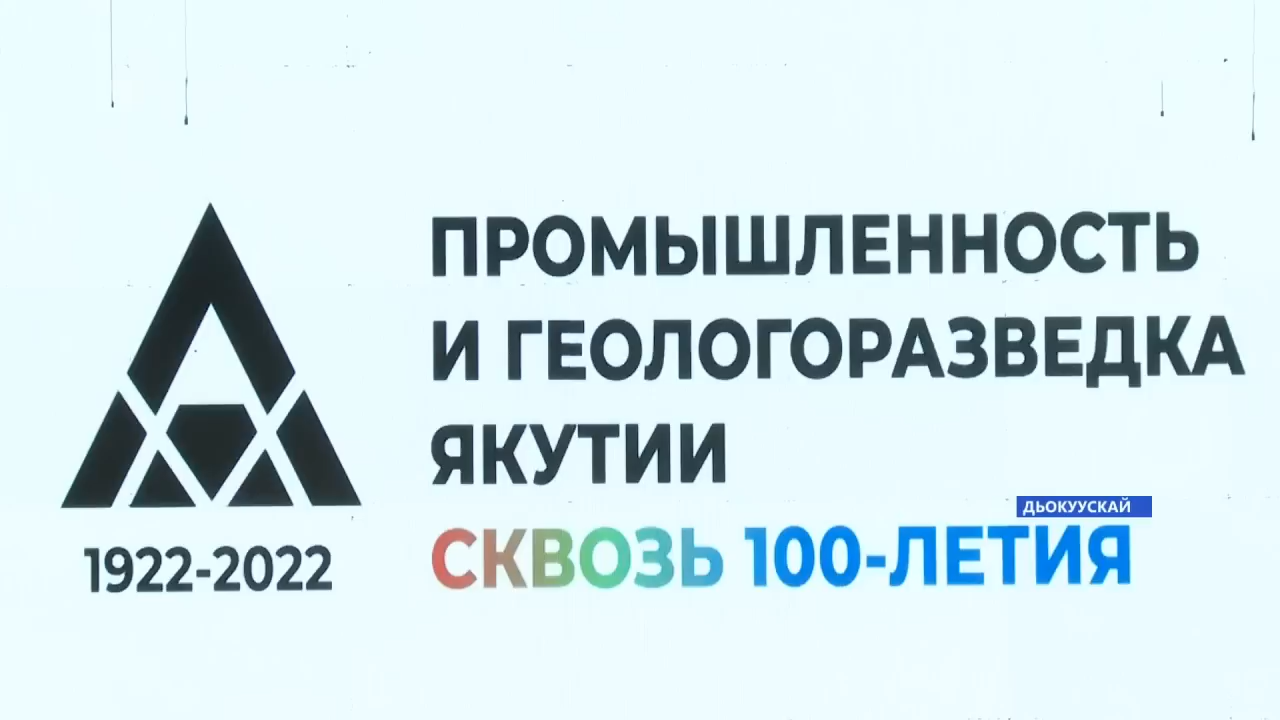 ПРОМЫШЛЕННОСТЬ
И ГЕОЛОГОРАЗВЕДКА
ЯКУТИИ
ДЬОКУУСКАЙ
СКВОЗЬ 100-ЛЕТИЯ
1922-2022